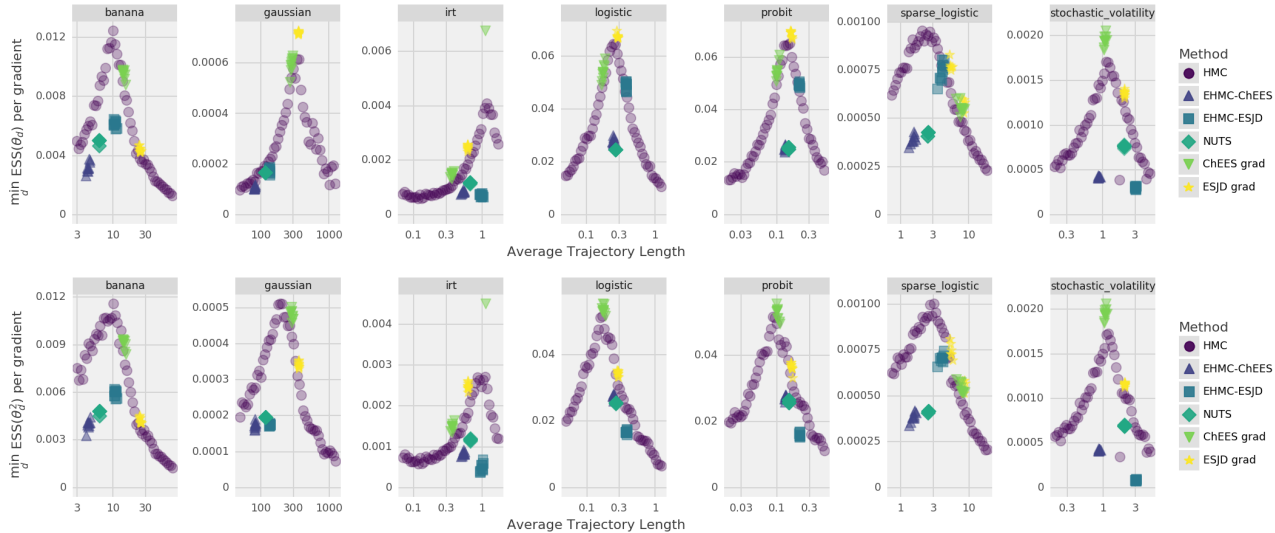 banana gaussian irt logistic probit sparse_logistic stochastic_volatility
min_d ESS(θ_d) per gradient
0.012
0.008
0.004
0
0.0006
0.0004
0.0002
0
0.006
0.004
0.002
0
0.06
0.04
0.02
0
0.06
0.04
0.02
0
0.00100
0.00075
0.00050
0.00025
0
0.0020
0.0015
0.0010
0.0005
0
3 10 30 100 300 1000 0.1 0.3 1 0.1 0.3 1 0.03 0.1 0.3 1 3 10 0.3 1 3
Average Trajectory Length
Method
HMC
EHMC-ChEES
EHMC-ESJD
NUTS
ChEES grad
ESJD grad
banana gaussian irt logistic probit sparse_logistic stochastic_volatility
min_d ESS(θ_d^2) per gradient
0.012
0.009
0.006
0.003
0
0.0005
0.0004
0.0003
0.0002
0.0001
0
0.004
0.003
0.002
0.001
0
0.04
0.02
0
0.04
0.02
0
0.00100
0.00075
0.00050
0.00025
0
0.0020
0.0015
0.0010
0.0005
0
3 10 30 100 300 1000 0.1 0.3 1 0.1 0.3 1 0.03 0.1 0.3 1 3 10 0.3 1 3
Average Trajectory Length
Method
HMC
EHMC-ChEES
EHMC-ESJD
NUTS
ChEES grad
ESJD grad